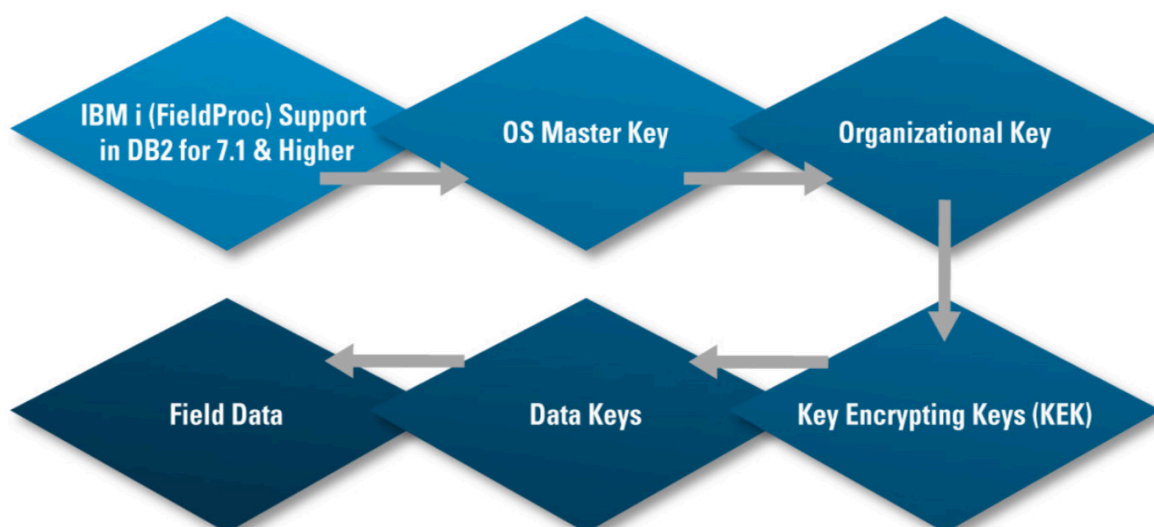 IBM i (FieldProc) Support
in DB2 for 7.1 & Higher
OS Master Key
Organizational Key
Field Data
Data Keys
Key Encrypting Keys (KEK)